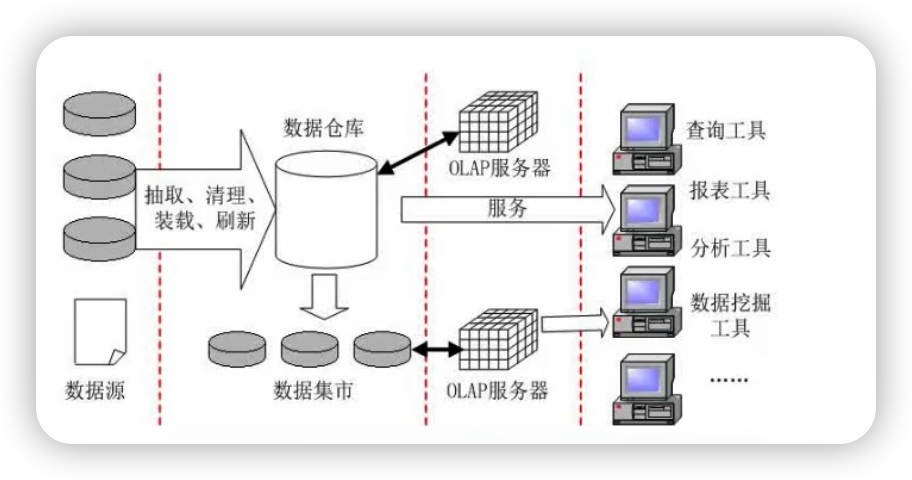 数据仓库
抽取、清理、
装载、刷新
数据源
数据集市
OLAP服务器
服务
OLAP服务器
查询工具
报表工具
分析工具
数据挖掘
工具
……